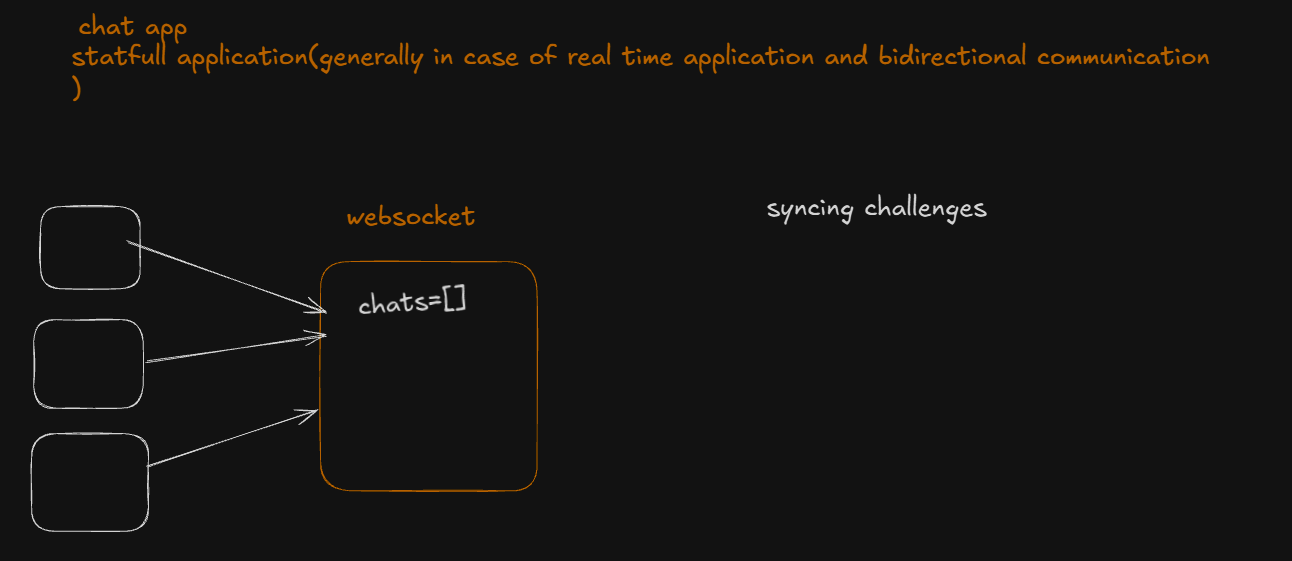 chat app
statfull application(generally in case of real time application and bidirectional communication
)
websocket
syncing challenges
chats=[]